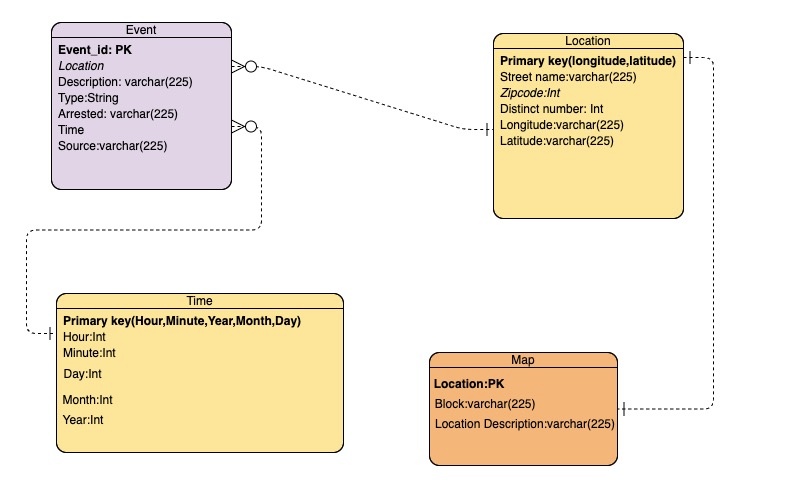 Event
Event_id: PK
Location
Description: varchar(225)
Type:String
Arrested: varchar(225)
Time
Source:varchar(225)
Location
Primary key(longitude,latitude)
Street name:varchar(225)
Zipcode:Int
Distinct number: Int
Longitude:varchar(225)
Latitude:varchar(225)
Time
Primary key(Hour,Minute,Year,Month,Day)
Hour:Int
Minute:Int
Day:Int
Month:Int
Year:Int
Map
Location:PK
Block:varchar(225)
Location Description:varchar(225)